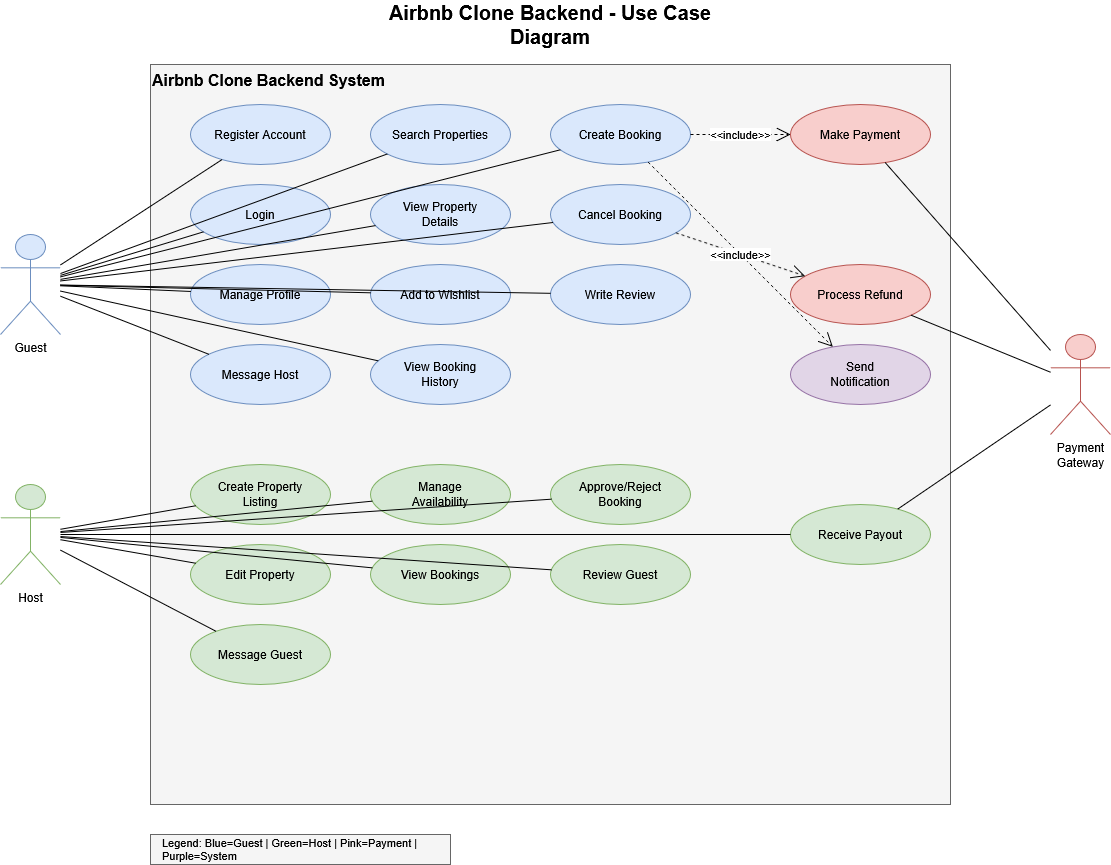 Airbnb Clone Backend - Use Case
Diagram
Airbnb Clone Backend System
Register Account
Search Properties
Create Booking
<<include>>
Make Payment
Login
View Property
Details
Cancel Booking
<<include>>
Manage Profile
Add to Wishlist
Write Review
Process Refund
Guest
Message Host
View Booking
History
Send
Notification
Payment
Gateway
Create Property
Listing
Manage
Availability
Approve/Reject
Booking
Receive Payout
Edit Property
View Bookings
Review Guest
Host
Message Guest
Legend: Blue=Guest | Green=Host | Pink=Payment |
Purple=System